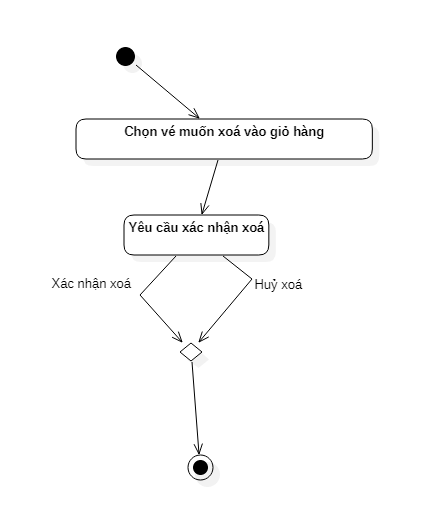 Chọn vé muốn xoá vào giỏ hàng
Yêu cầu xác nhận xoá
Xác nhận xoá
Huỷ xoá